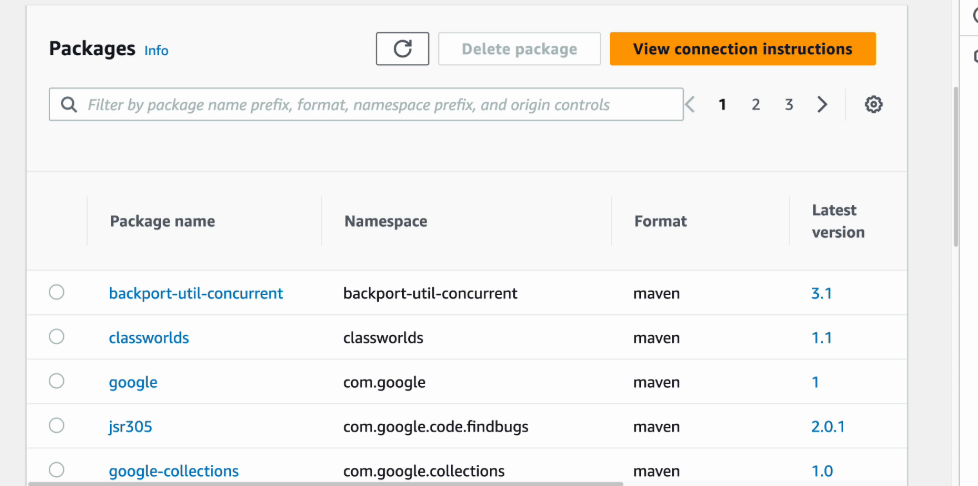 Packages Info Delete package View connection instructions
Filter by package name prefix, format, namespace prefix, and origin controls 1 2 3
Package name Namespace Format Latest version
backport-util-concurrent backport-util-concurrent maven 3.1
classworlds classworlds maven 1.1
google com.google maven 1
jsr305 com.google.code.findbugs maven 2.0.1
google-collections com.google.collections maven 1.0